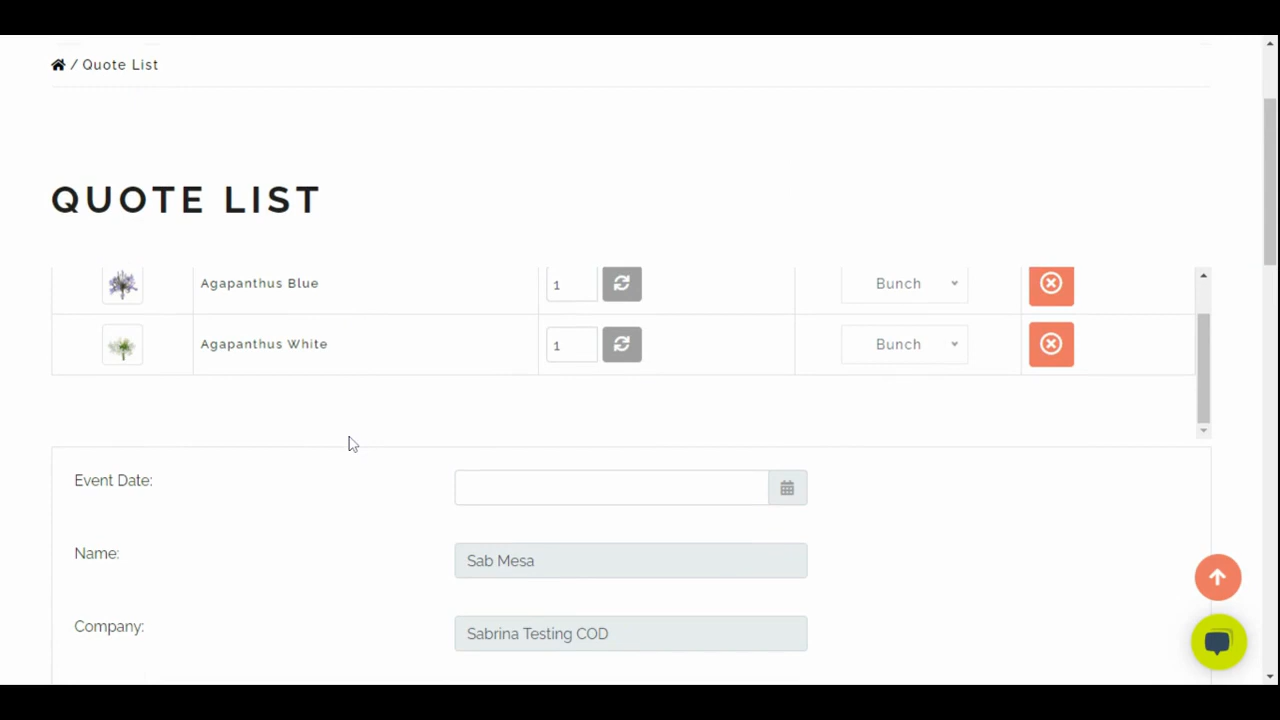 / Quote List
QUOTE LIST
Agapanthus Blue 1 Bunch
Agapanthus White 1 Bunch
Event Date:
Name: Sab Mesa
Company: Sabrina Testing COD